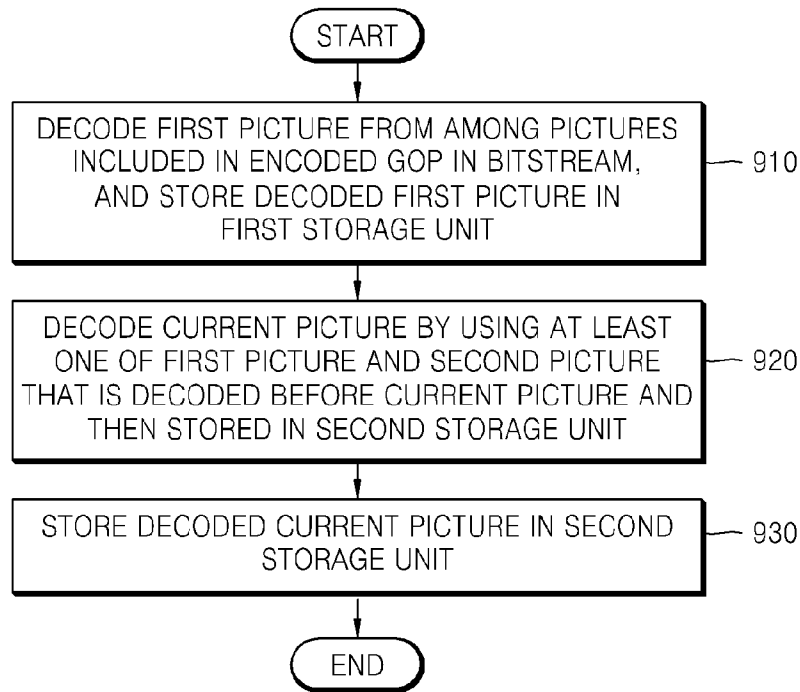 START
DECODE FIRST PICTURE FROM AMONG PICTURES
INCLUDED IN ENCODED GOP IN BITSTREAM,
AND STORE DECODED FIRST PICTURE IN
FIRST STORAGE UNIT
910
DECODE CURRENT PICTURE BY USING AT LEAST
ONE OF FIRST PICTURE AND SECOND PICTURE
THAT IS DECODED BEFORE CURRENT PICTURE AND
THEN STORED IN SECOND STORAGE UNIT
920
STORE DECODED CURRENT PICTURE IN SECOND
STORAGE UNIT
930
END